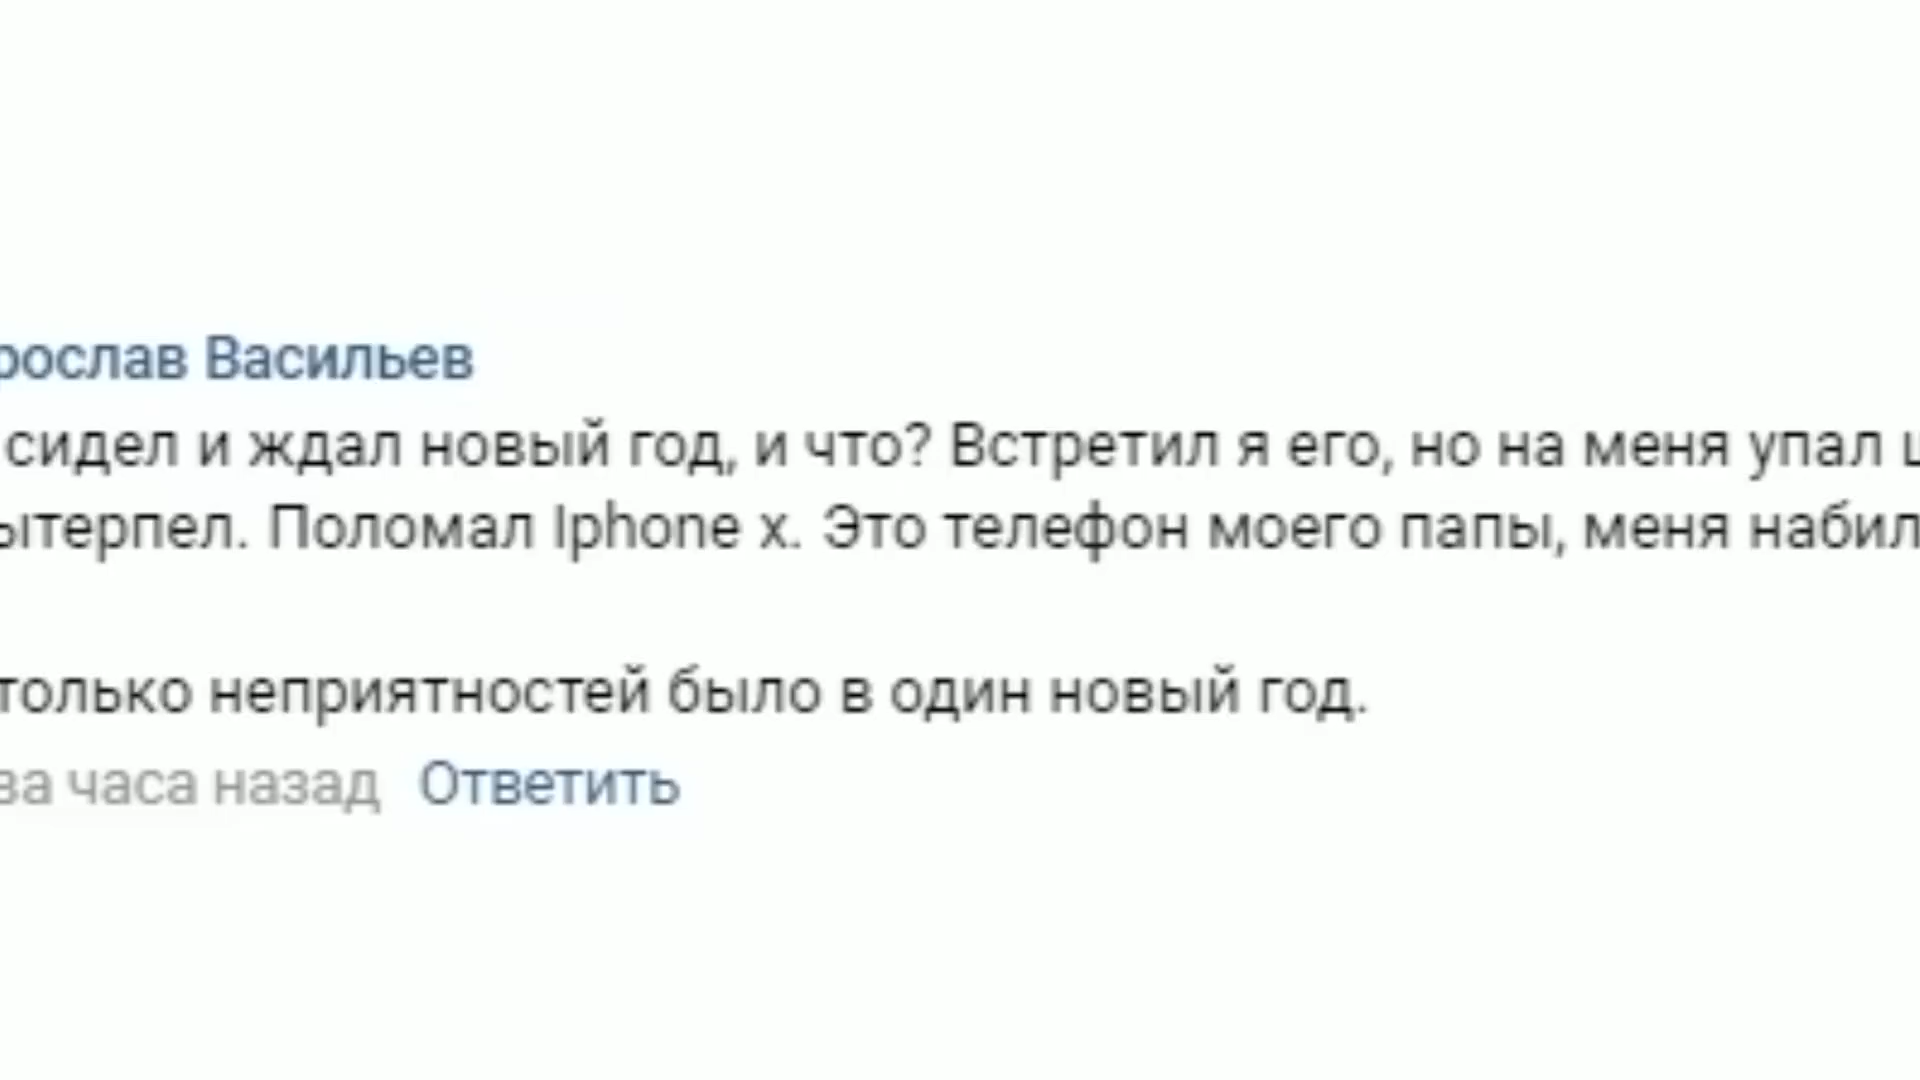 рослав Васильев
сидел и ждал новый год, и что? Встретил я его, но на меня упал
ытерпел. Поломал Iphone x. Это телефон моего папы, меня набил
только неприятностей было в один новый год.
ва часа назад Ответить